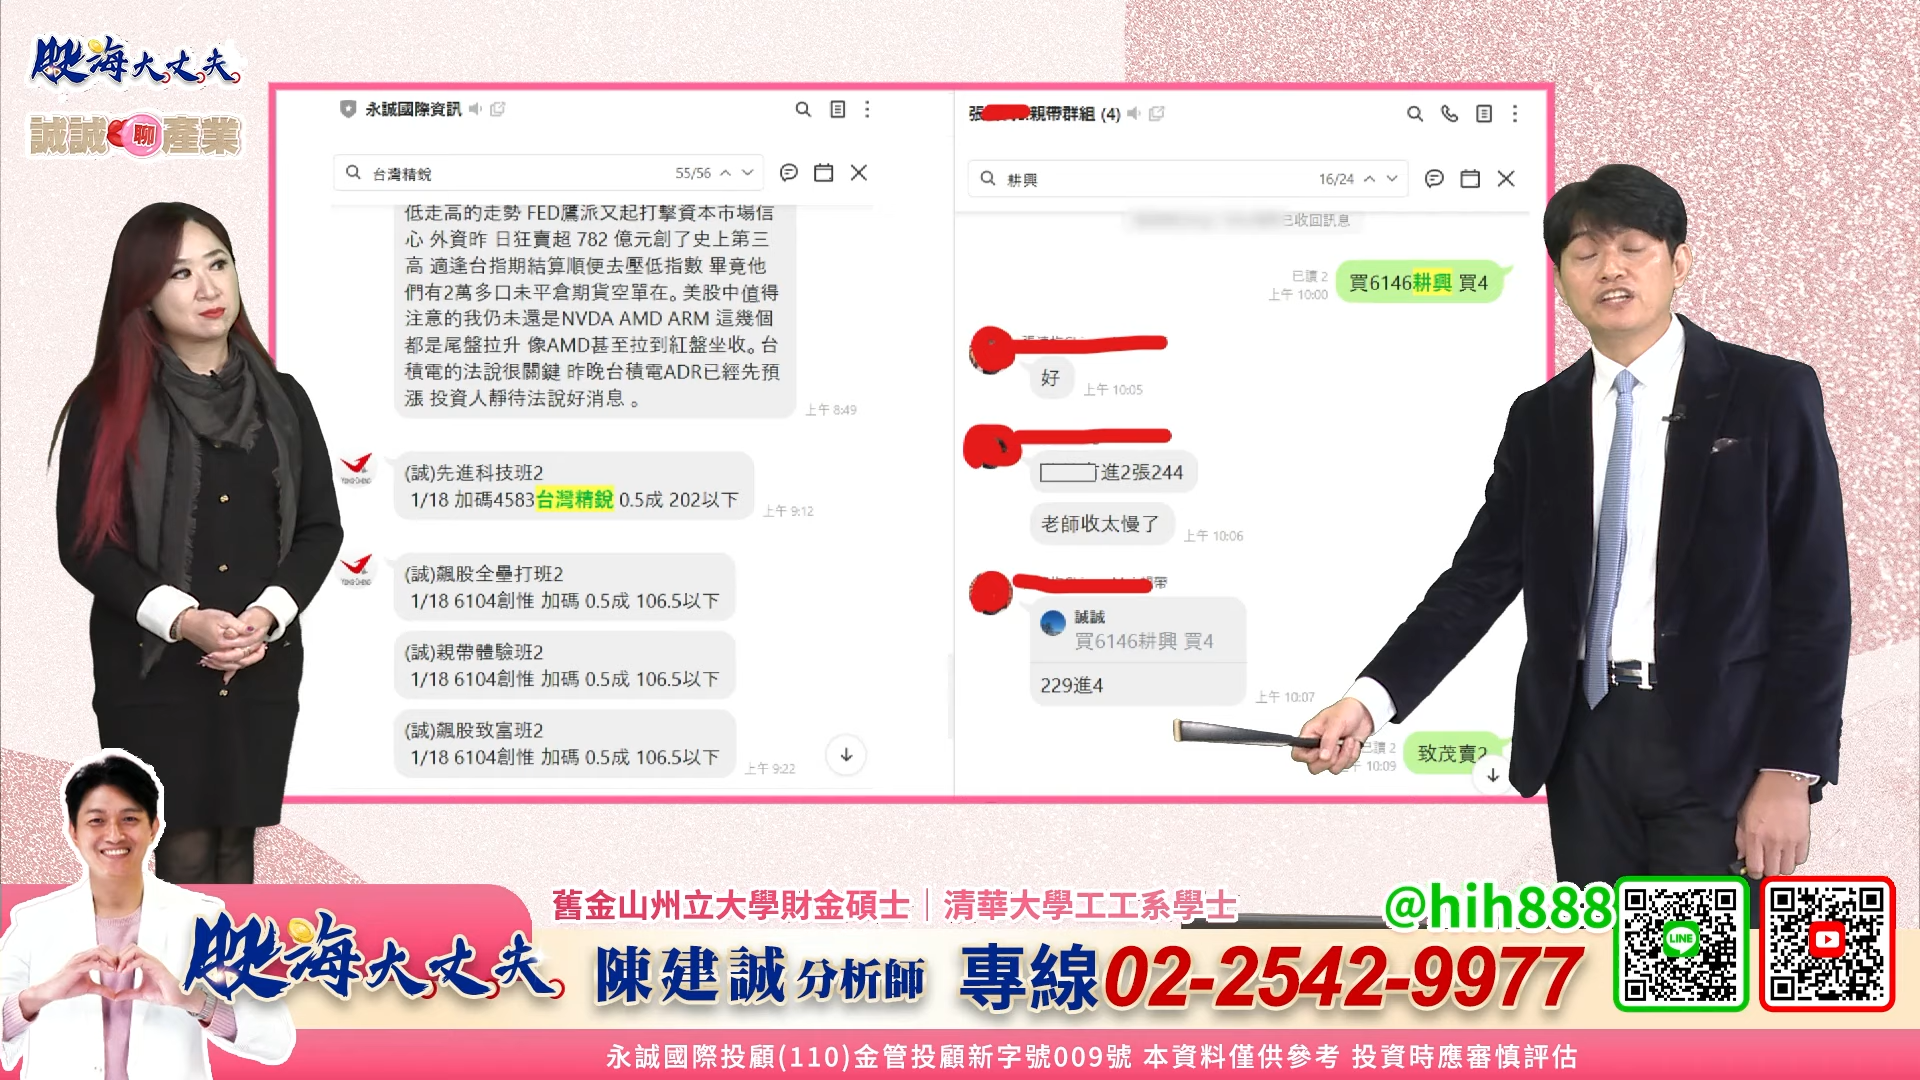 股海大丈夫
誠誠聊產業
永誠國際資訊
台灣精銳
55/56
低走高的走勢 FED鷹派又起打擊資本市場信
心 外資昨 日狂賣超 782 億元創了史上第三
高 適逢台指期結算順便去壓低指數 畢竟他
們有2萬多口未平倉期貨空單在。美股中值得
注意的我仍未還是NVDA AMD ARM 這幾個
都是尾盤拉升 像AMD甚至拉到紅盤坐收。台
積電的法說很關鍵 昨晚台積電ADR已經先預
漲 投資人靜待法說好消息 。
上午 8:49
YONG CHENG
(誠)先進科技班2
1/18 加碼4583台灣精銳 0.5成 202以下
上午 9:12
YONG CHENG
(誠)飆股全壘打班2
1/18 6104創惟 加碼 0.5成 106.5以下
(誠)親帶體驗班2
1/18 6104創惟 加碼 0.5成 106.5以下
(誠)飆股致富班2
1/18 6104創惟 加碼 0.5成 106.5以下
上午 9:22
張 親帶群組 (4)
耕興
16/24
已收回訊息
已讀 2
上午 10:00
買6146耕興 買4
好
上午 10:05
進2張244
老師收太慢了
上午 10:06
帶
誠誠
買6146耕興 買4
229進4
上午 10:07
已讀 2
上午 10:09
致茂賣2
股海大丈夫
舊金山州立大學財金碩士｜清華大學工工系學士
陳建誠 分析師 專線02-2542-9977
@hih888
LINE
永誠國際投顧(110)金管投顧新字號009號 本資料僅供參考 投資時應審慎評估